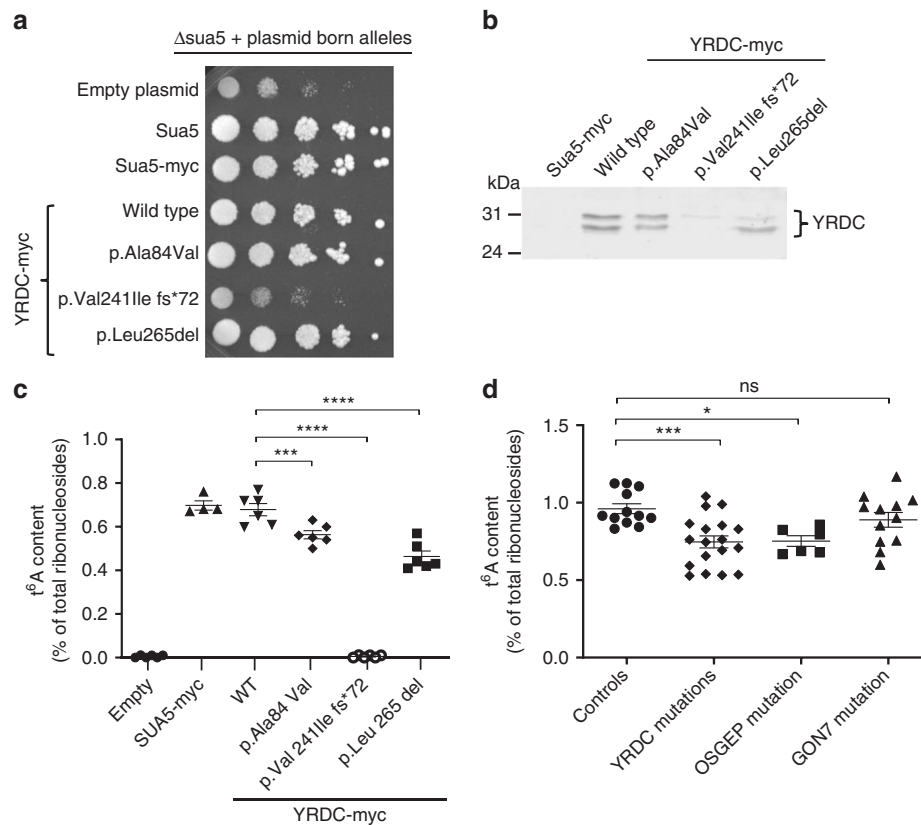 a
Δsua5 + plasmid born alleles
Empty plasmid
Sua5
Sua5-myc
YRDC-myc
Wild type
p.Ala84Val
p.Val241Ile fs*72
p.Leu265del
b
YRDC-myc
Sua5-myc
Wild type
p.Ala84Val
p.Val241Ile fs*72
p.Leu265del
kDa
31
24
YRDC
c
t⁶A content
(% of total ribonucleosides)
1.0
0.8
0.6
0.4
0.2
0.0
****
****
***
Empty
SUA5-myc
WT
p.Ala84 Val
p.Val 241Ile fs*72
p.Leu 265 del
YRDC-myc
d
t⁶A content
(% of total ribonucleosides)
1.5
1.0
0.5
0.0
ns
*
***
Controls
YRDC mutations
OSGEP mutation
GON7 mutation